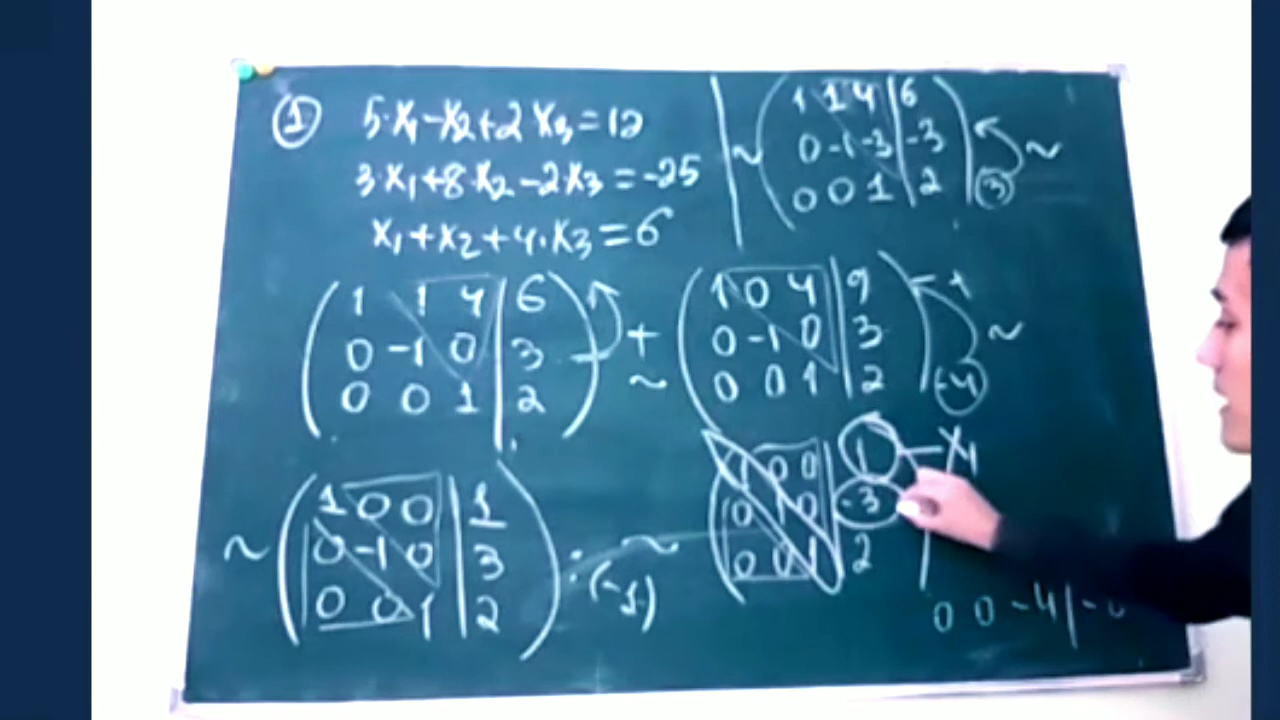 ① 5·x₁-x₂+2x₃=12
3·x₁+8·x₂-2x₃=-25
x₁+x₂+4·x₃=6
~ ( 1 1 4 | 6 )
( 0 -1 -3 | -3 ) ~
( 0 0 1 | 2 ) 3
( 1 1 4 | 6 )
( 0 -1 0 | 3 ) +
( 0 0 1 | 2 ) ~
( 1 0 4 | 9 ) +
( 0 -1 0 | 3 ) ~
( 0 0 1 | 2 ) -4
( 1 0 0 | 1 )
~ ( 0 -1 0 | 3 )
( 0 0 1 | 2 ) :(-1)
( 1 0 0 | 1 ) - x₁
~ ( 0 1 0 | -3 )
( 0 0 1 | 2 )
0 0 -4 | -